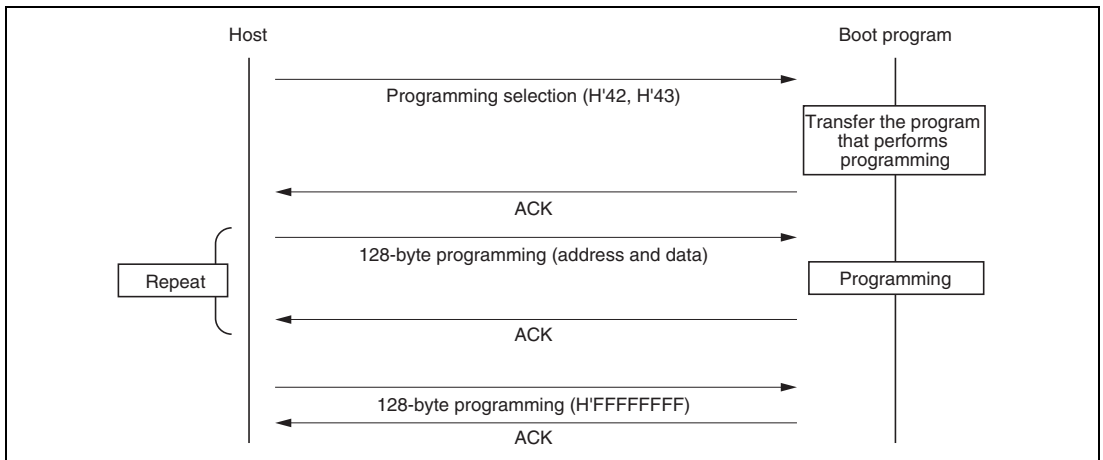 Host
Boot program
Programming selection (H'42, H'43)
Transfer the program
that performs
programming
ACK
128-byte programming (address and data)
Repeat
Programming
ACK
128-byte programming (H'FFFFFFFF)
ACK